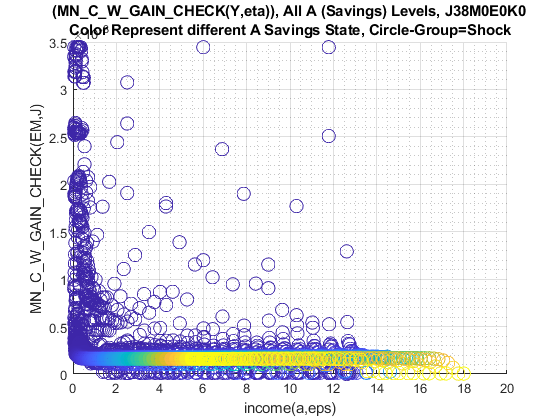 (MN_C_W_GAIN_CHECK(Y,eta)), All A (Savings) Levels, J38M0E0K0
Color Represent different A Savings State, Circle-Group=Shock
3.5
3
2.5
2
1.5
1
0.5
0
MN_C_W_GAIN_CHECK(EM,J)
0 2 4 6 8 10 12 14 16 18 20
income(a,eps)